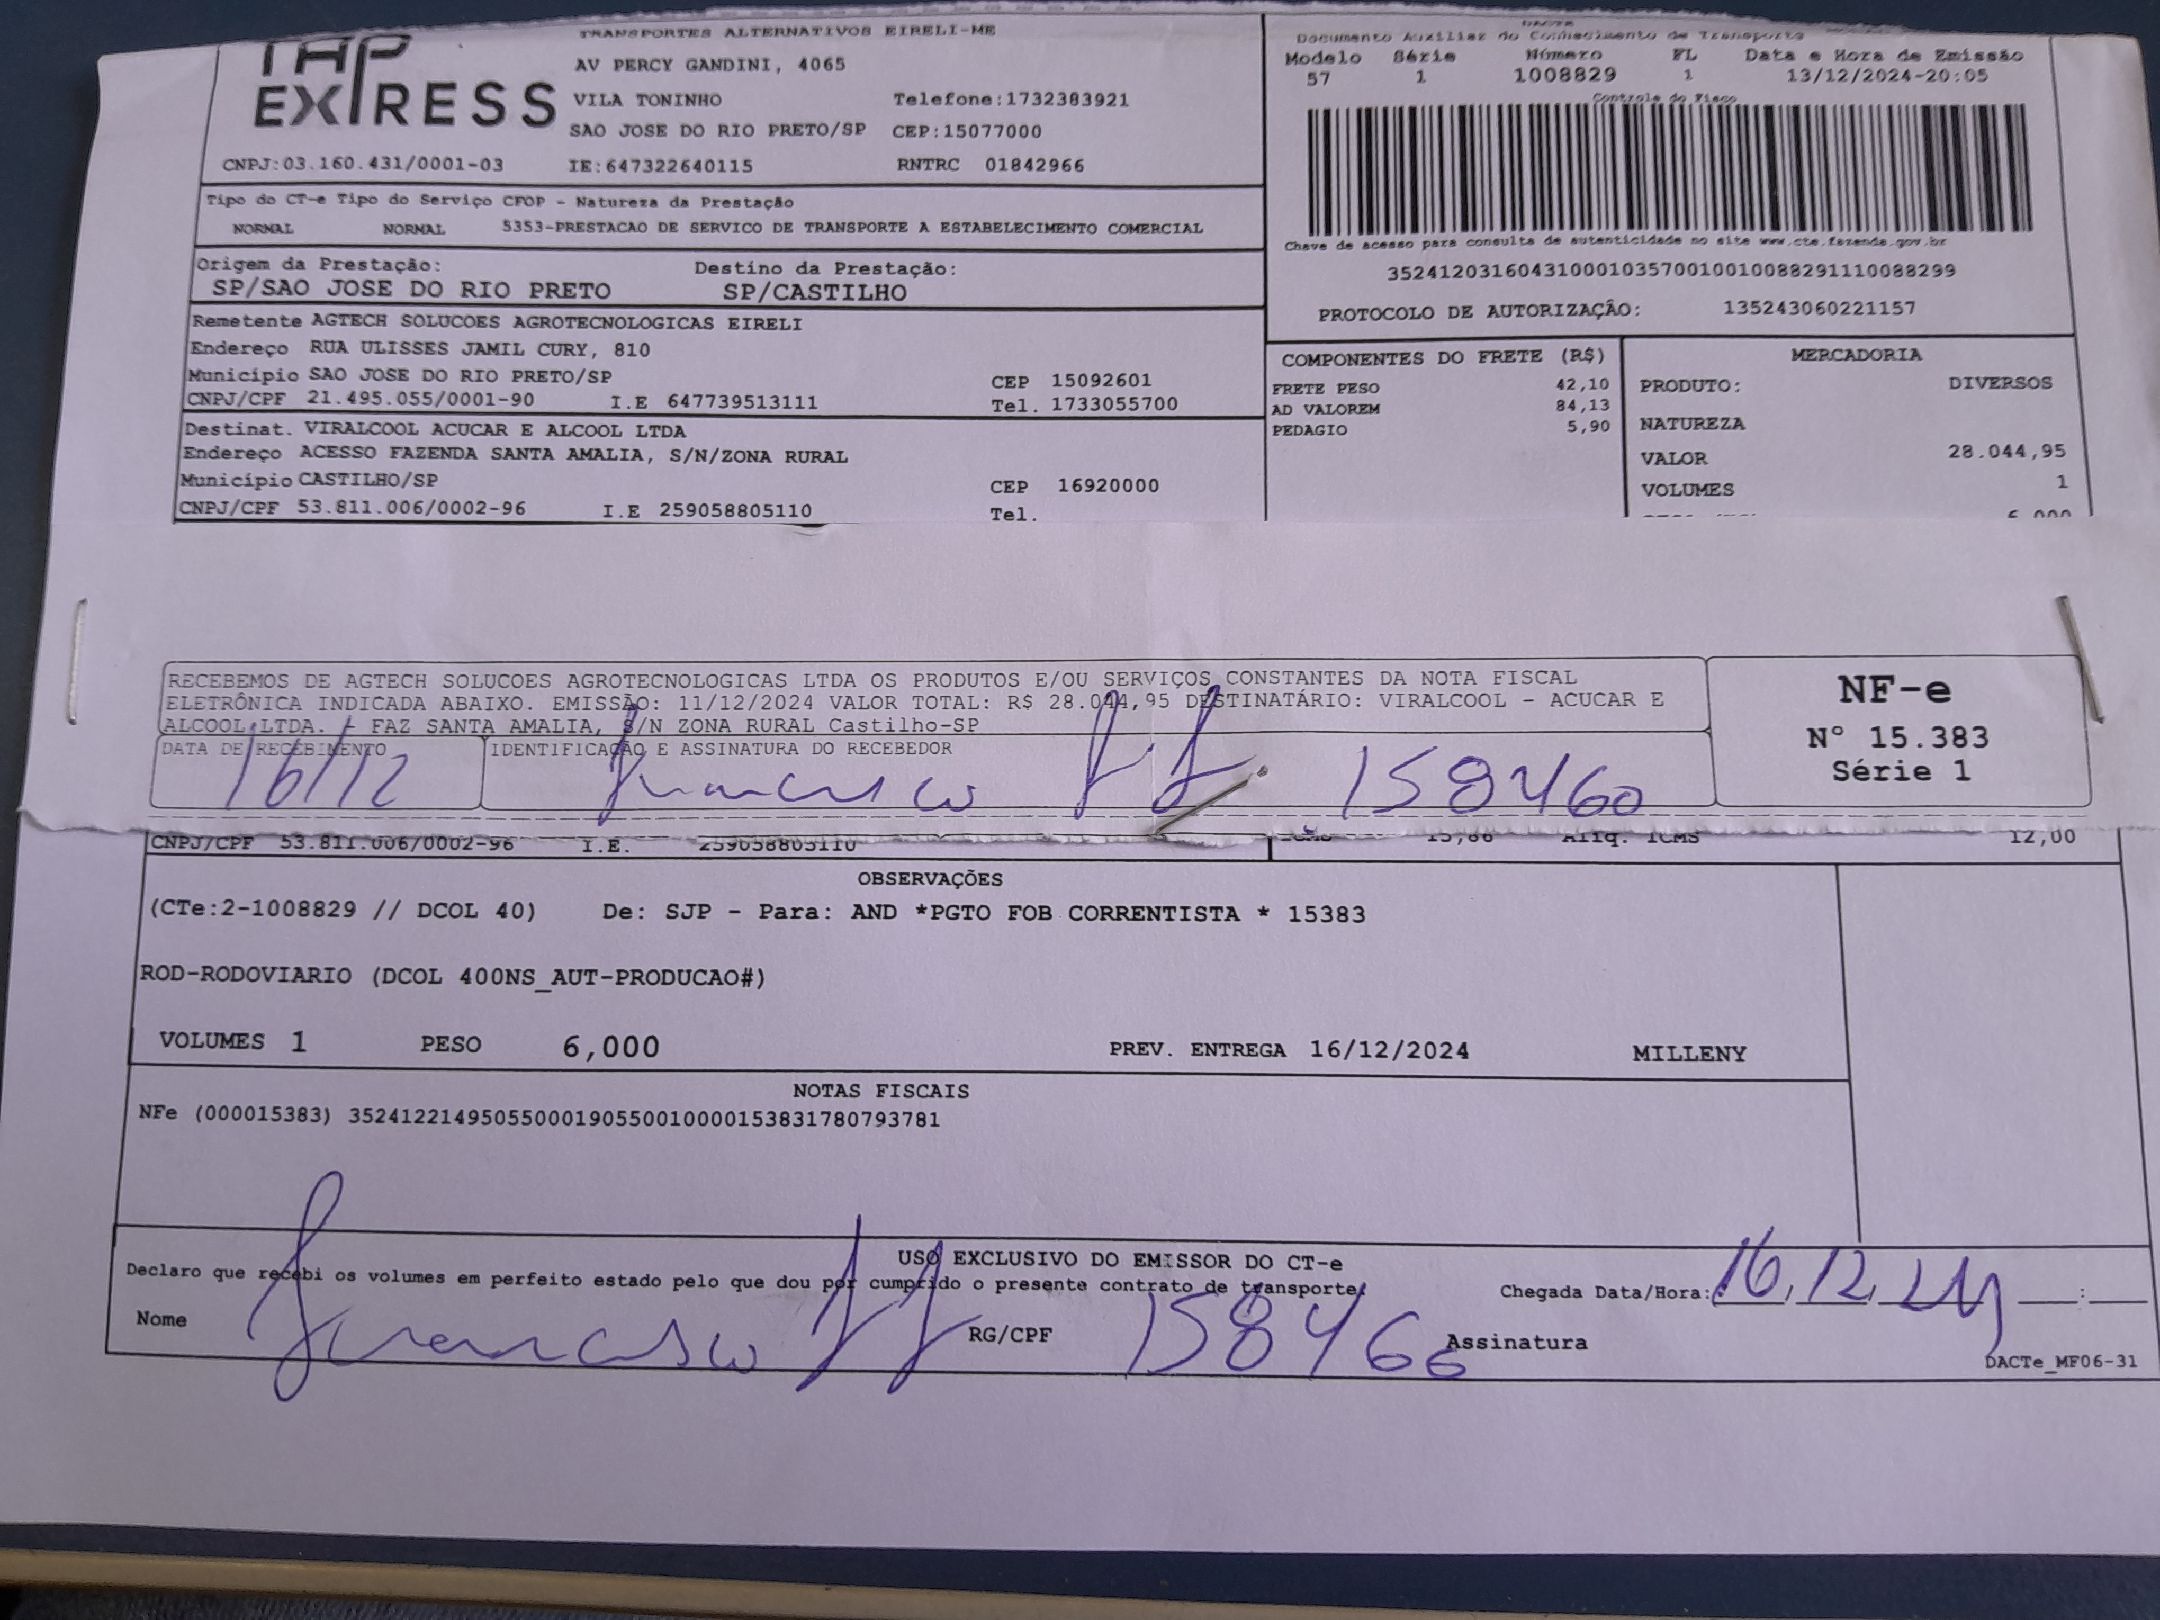 TRANSPORTES ALTERNATIVOS EIRELI-ME
TAP
EXPRESS
AV PERCY GANDINI, 4065
VILA TONINHO Telefone:1732383921
SAO JOSE DO RIO PRETO/SP CEP:15077000
CNPJ:03.160.431/0001-03 IE:647322640115 RNTRC 01842966
DACTE
Documento Auxiliar do Conhecimento de Transporte
Modelo Série Número FL Data e Hora de Emissão
57 1 1008829 1 13/12/2024-20:05
Controle do Fisco
Chave de acesso para consulta de autenticidade no site www.cte.fazenda.gov.br
35241203160431000103570010010088291110088299
PROTOCOLO DE AUTORIZAÇÃO: 135243060221157
Tipo do CT-e Tipo do Serviço CFOP - Natureza da Prestação
NORMAL NORMAL 5353-PRESTACAO DE SERVICO DE TRANSPORTE A ESTABELECIMENTO COMERCIAL
Origem da Prestação: Destino da Prestação:
SP/SAO JOSE DO RIO PRETO SP/CASTILHO
Remetente AGTECH SOLUCOES AGROTECNOLOGICAS EIRELI
Endereço RUA ULISSES JAMIL CURY, 810
Município SAO JOSE DO RIO PRETO/SP CEP 15092601
CNPJ/CPF 21.495.055/0001-90 I.E 647739513111 Tel. 1733055700
Destinat. VIRALCOOL ACUCAR E ALCOOL LTDA
Endereço ACESSO FAZENDA SANTA AMALIA, S/N/ZONA RURAL
Município CASTILHO/SP CEP 16920000
CNPJ/CPF 53.811.006/0002-96 I.E 259058805110 Tel.
COMPONENTES DO FRETE (R$)
FRETE PESO 42,10
AD VALOREM 84,13
PEDAGIO 5,90
MERCADORIA
PRODUTO: DIVERSOS
NATUREZA
VALOR 28.044,95
VOLUMES 1
6,000
RECEBEMOS DE AGTECH SOLUCOES AGROTECNOLOGICAS LTDA OS PRODUTOS E/OU SERVIÇOS CONSTANTES DA NOTA FISCAL
ELETRÔNICA INDICADA ABAIXO. EMISSÃO: 11/12/2024 VALOR TOTAL: R$ 28.044,95 DESTINATÁRIO: VIRALCOOL - ACUCAR E
ALCOOL LTDA. - FAZ SANTA AMALIA, S/N ZONA RURAL Castilho-SP
DATA DE RECEBIMENTO IDENTIFICAÇÃO E ASSINATURA DO RECEBEDOR
16/12 Francisco 158460
NF-e
Nº 15.383
Série 1
CNPJ/CPF 53.811.006/0002-96 I.E. 259058805110 ICMS 15,86 Alíq. ICMS 12,00
OBSERVAÇÕES
(CTe:2-1008829 // DCOL 40) De: SJP - Para: AND *PGTO FOB CORRENTISTA * 15383
ROD-RODOVIARIO (DCOL 400NS_AUT-PRODUCAO#)
VOLUMES 1 PESO 6,000 PREV. ENTREGA 16/12/2024 MILLENY
NOTAS FISCAIS
NFe (000015383) 35241221495055000190550010000153831780793781
USO EXCLUSIVO DO EMISSOR DO CT-e
Declaro que recebi os volumes em perfeito estado pelo que dou por cumprido o presente contrato de transporte. Chegada Data/Hora: 16.12.24 :
Nome Francisco RG/CPF 158466 Assinatura
DACTe_MF06-31